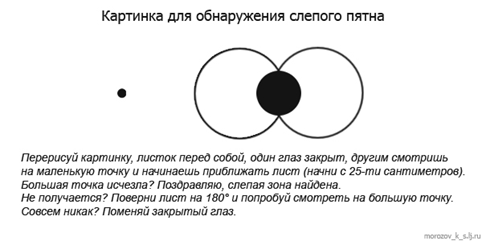 Картинка для обнаружения слепого пятна
Перерисуй картинку, листок перед собой, один глаз закрыт, другим смотришь
на маленькую точку и начинаешь приближать лист (начни с 25-ти сантиметров).
Большая точка исчезла? Поздравляю, слепая зона найдена.
Не получается? Поверни лист на 180° и попробуй смотреть на большую точку.
Совсем никак? Поменяй закрытый глаз.
morozov_k_s.lj.ru